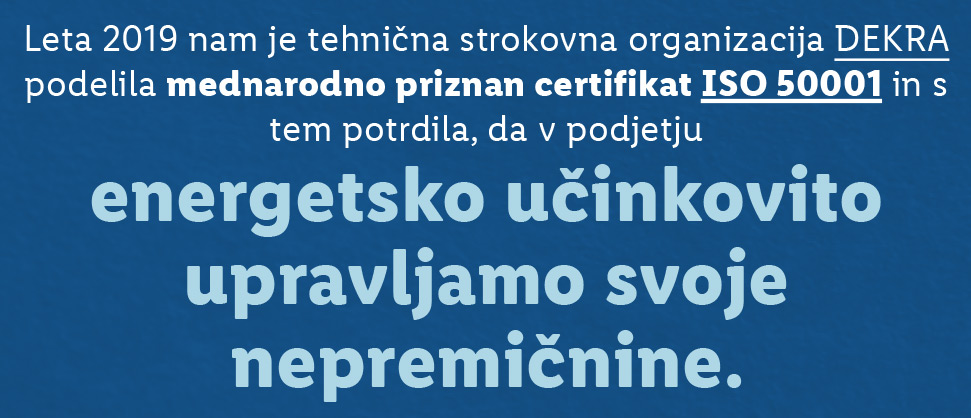 Leta 2019 nam je tehnična strokovna organizacija DEKRA
podelila mednarodno priznan certifikat ISO 50001 in s
tem potrdila, da v podjetju
energetsko učinkovito
upravljamo svoje
nepremičnine.